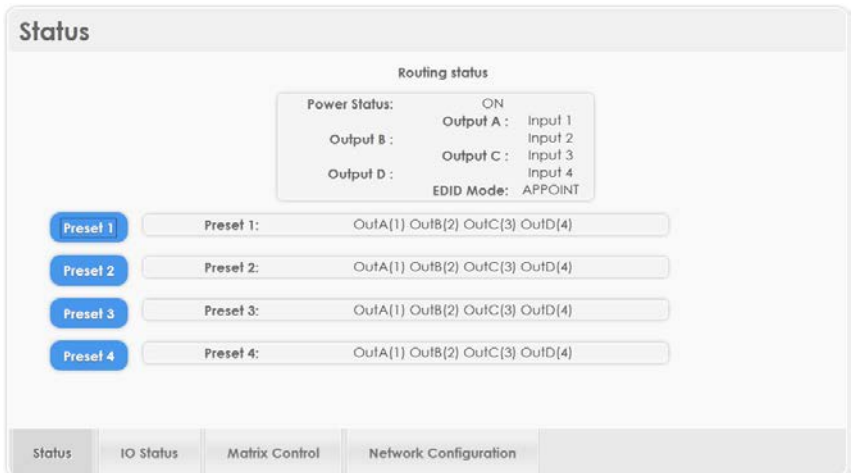 Status
Routing status
Power Status: ON
Output A : Input 1
Output B : Input 2
Output C : Input 3
Output D : Input 4
EDID Mode: APPOINT
Preset 1 Preset 1: OutA(1) OutB(2) OutC(3) OutD(4)
Preset 2 Preset 2: OutA(1) OutB(2) OutC(3) OutD(4)
Preset 3 Preset 3: OutA(1) OutB(2) OutC(3) OutD(4)
Preset 4 Preset 4: OutA(1) OutB(2) OutC(3) OutD(4)
Status IO Status Matrix Control Network Configuration